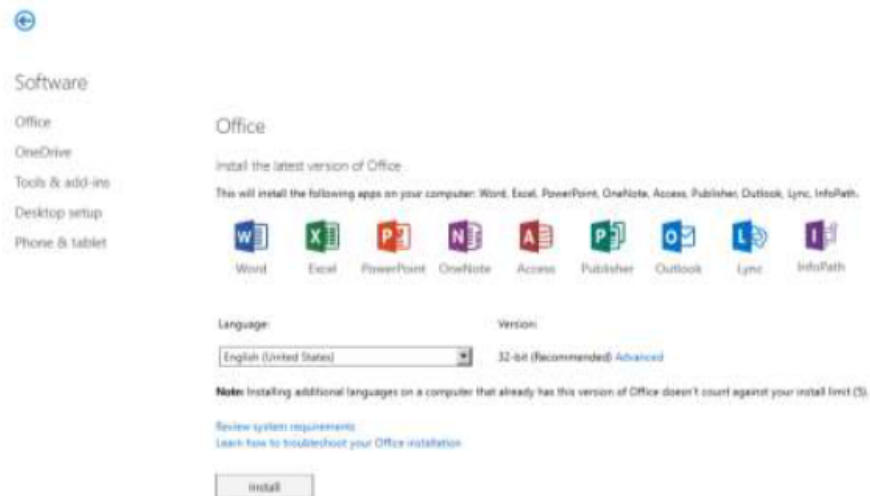 Software
Office
OneDrive
Tools & add-ins
Desktop setup
Phone & tablet
Office
Install the latest version of Office
This will install the following apps on your computer: Word, Excel, PowerPoint, OneNote, Access, Publisher, Outlook, Lync, InfoPath.
W X P N A P O L I
Word Excel PowerPoint OneNote Access Publisher Outlook Lync InfoPath
Language: Version:
English (United States) 32-bit (Recommended) Advanced
Note: Installing additional languages on a computer that already has this version of Office doesn't count against your install limit (5).
Review system requirements
Learn how to troubleshoot your Office installation
install